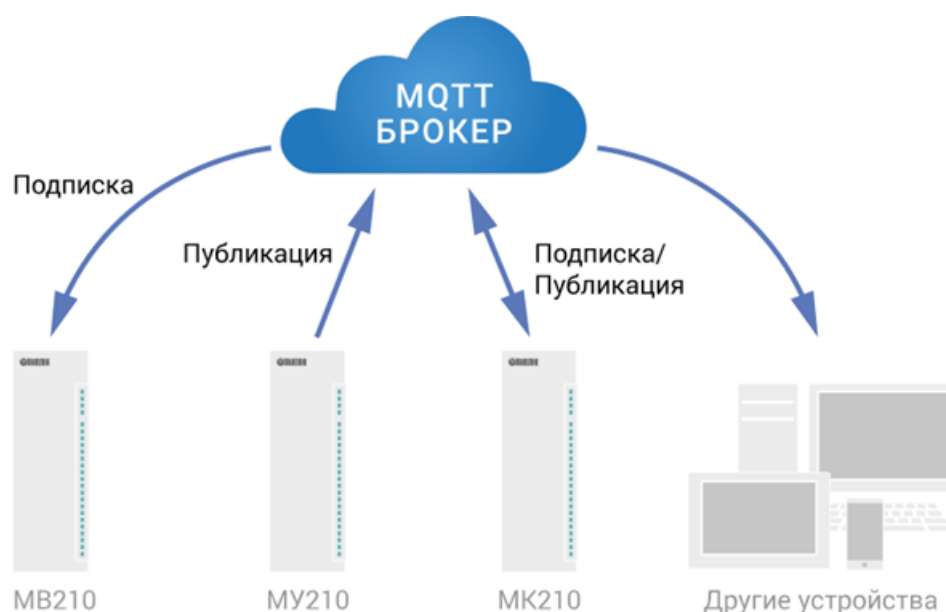 MQTT
БРОКЕР
Подписка
Публикация
Подписка/
Публикация
МВ210
МУ210
МК210
Другие устройства